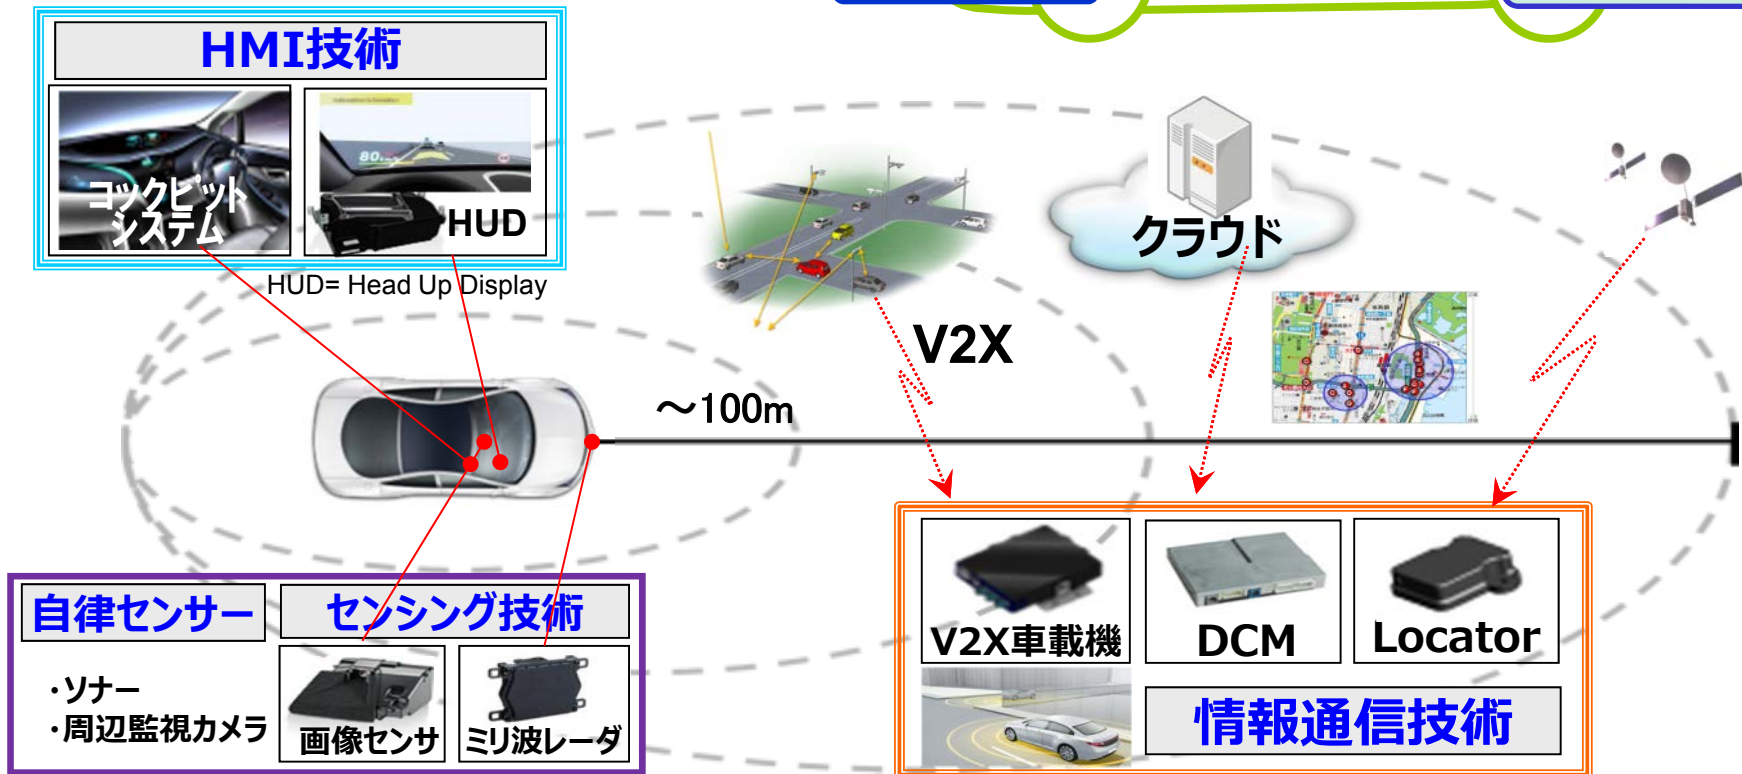 HMI技術
コックピット
システム
80
HUD
HUD= Head Up Display
クラウド
V2X
～100m
自律センサー
センシング技術
・ソナー
・周辺監視カメラ
画像センサ
ミリ波レーダ
V2X車載機
DCM
Locator
情報通信技術